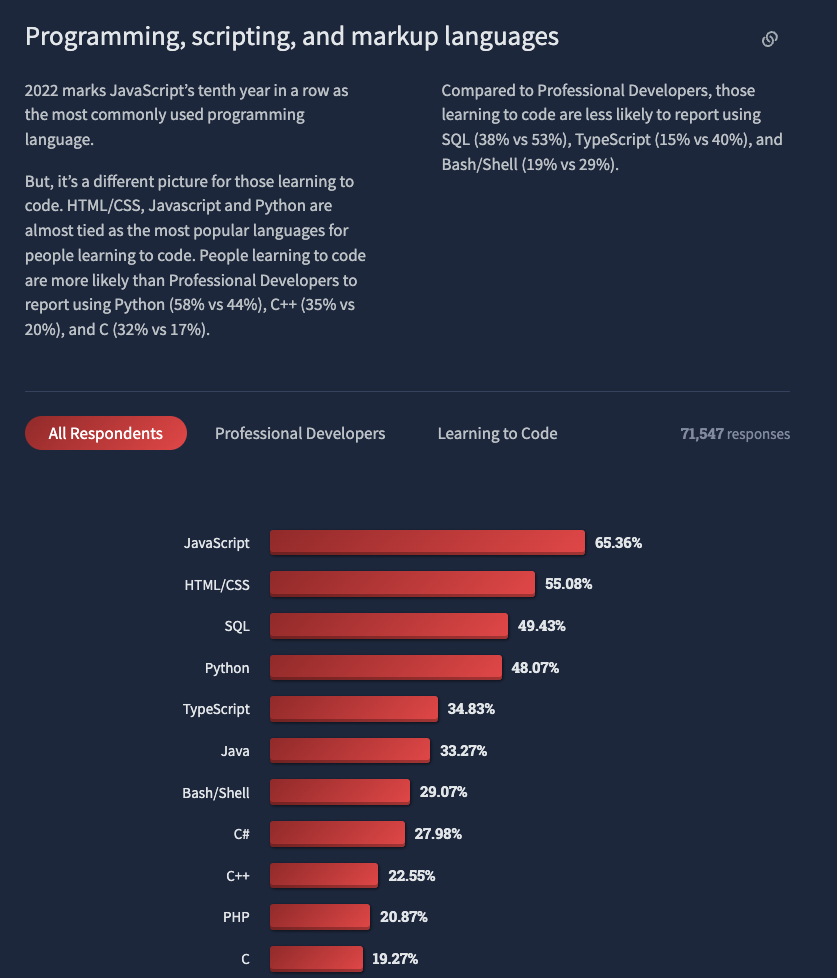 Programming, scripting, and markup languages
2022 marks JavaScript's tenth year in a row as
the most commonly used programming
language.
But, it's a different picture for those learning to
code. HTML/CSS, Javascript and Python are
almost tied as the most popular languages for
people learning to code. People learning to code
are more likely than Professional Developers to
report using Python (58% vs 44%), C++ (35% vs
20%), and C (32% vs 17%).
Compared to Professional Developers, those
learning to code are less likely to report using
SQL (38% vs 53%), TypeScript (15% vs 40%), and
Bash/Shell (19% vs 29%).
All Respondents Professional Developers Learning to Code 71,547 responses
JavaScript 65.36%
HTML/CSS 55.08%
SQL 49.43%
Python 48.07%
TypeScript 34.83%
Java 33.27%
Bash/Shell 29.07%
C# 27.98%
C++ 22.55%
PHP 20.87%
C 19.27%